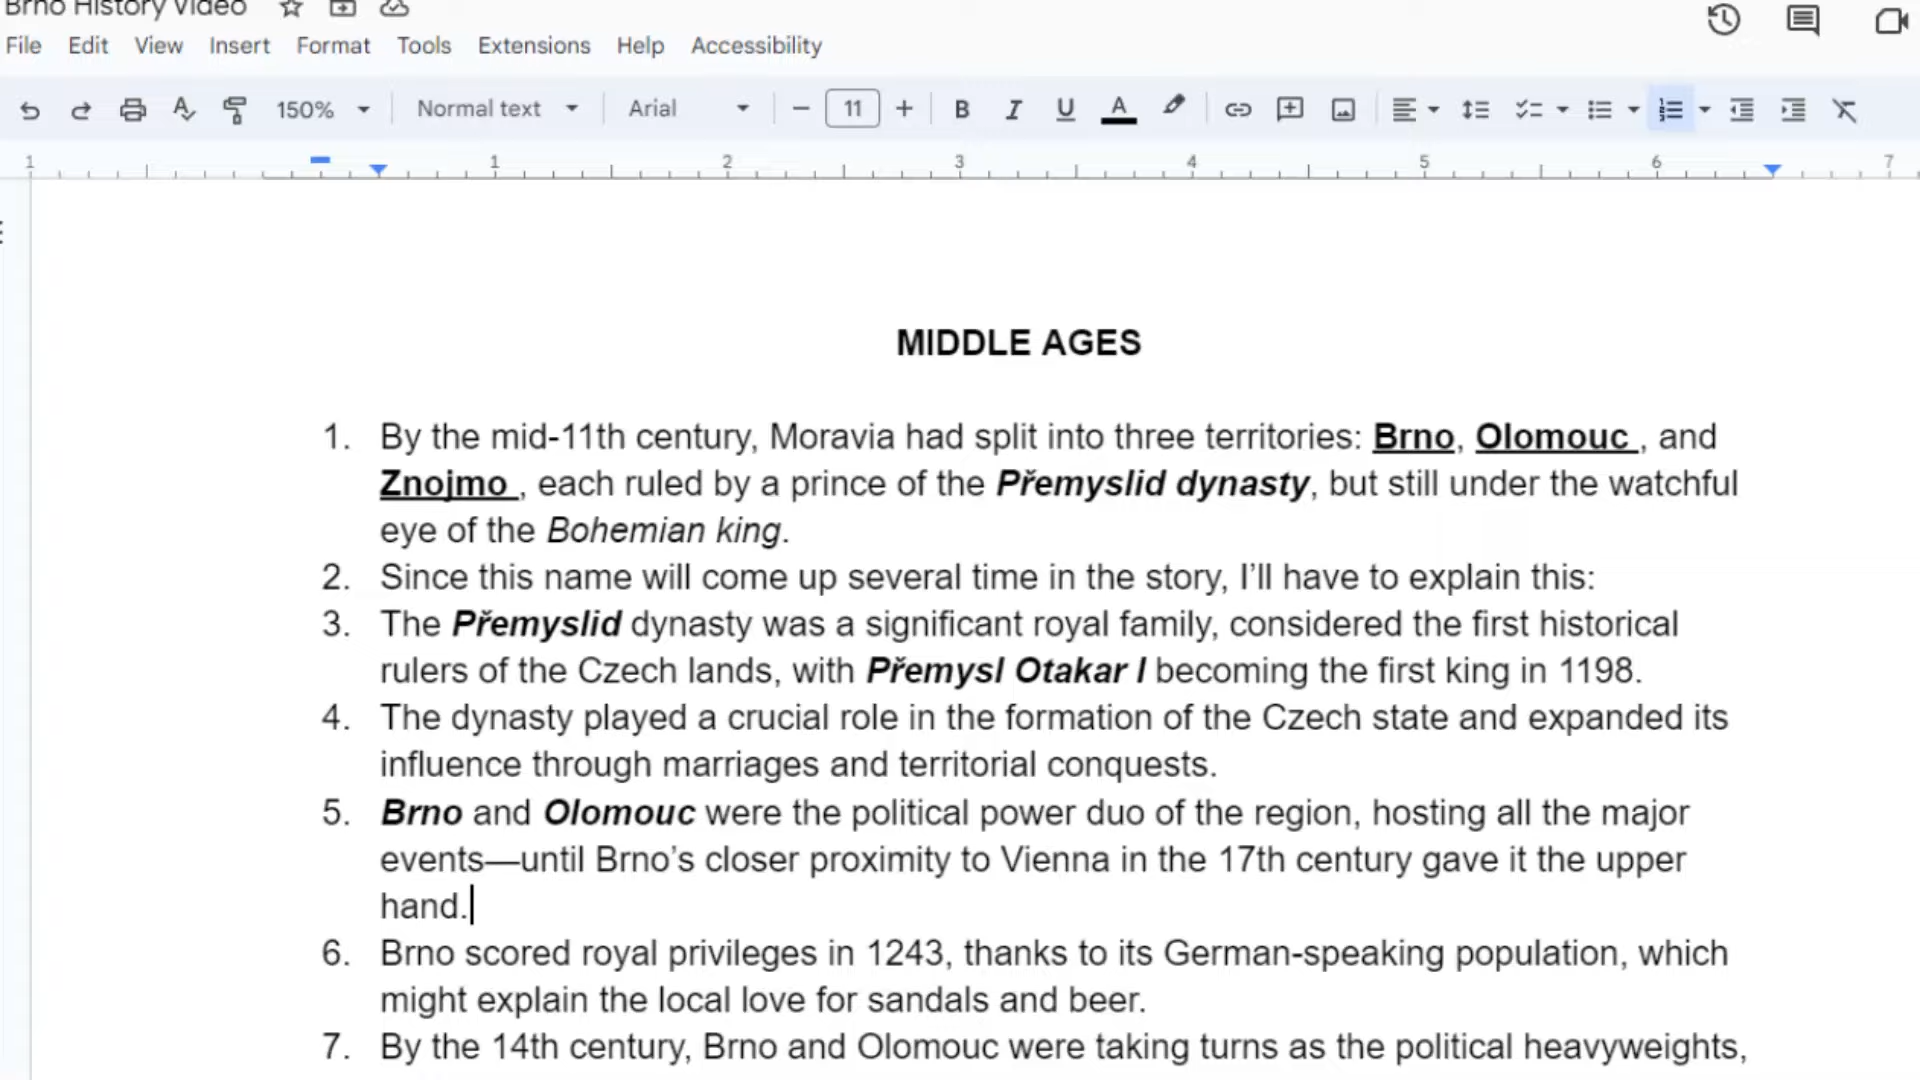 Brno History Video
File Edit View Insert Format Tools Extensions Help Accessibility
150% Normal text Arial 11 B I U A
1 1 2 3 4 5 6 7
MIDDLE AGES
1. By the mid-11th century, Moravia had split into three territories: Brno, Olomouc , and
Znojmo , each ruled by a prince of the Přemyslid dynasty, but still under the watchful
eye of the Bohemian king.
2. Since this name will come up several time in the story, I’ll have to explain this:
3. The Přemyslid dynasty was a significant royal family, considered the first historical
rulers of the Czech lands, with Přemysl Otakar I becoming the first king in 1198.
4. The dynasty played a crucial role in the formation of the Czech state and expanded its
influence through marriages and territorial conquests.
5. Brno and Olomouc were the political power duo of the region, hosting all the major
events—until Brno’s closer proximity to Vienna in the 17th century gave it the upper
hand.
6. Brno scored royal privileges in 1243, thanks to its German-speaking population, which
might explain the local love for sandals and beer.
7. By the 14th century, Brno and Olomouc were taking turns as the political heavyweights,